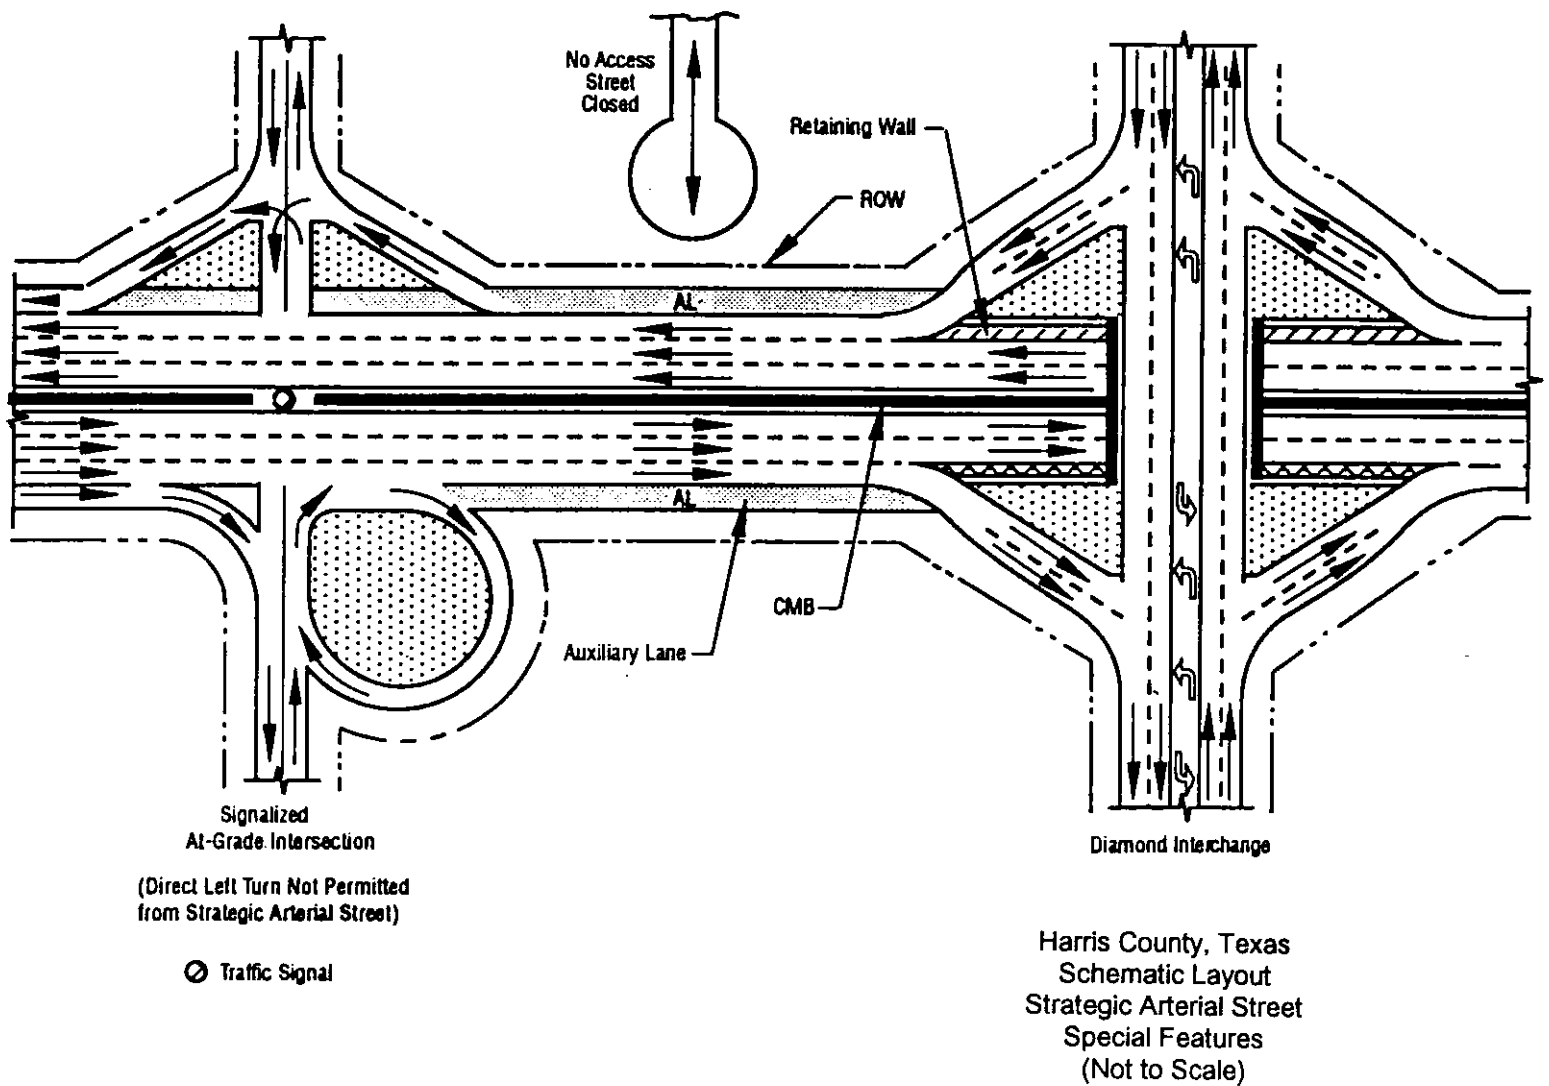 No Access
Street
Closed
Retaining Wall
ROW
AL
AL
CMB
Auxiliary Lane
Signalized
At-Grade Intersection
(Direct Left Turn Not Permitted
from Strategic Arterial Street)
Traffic Signal
Diamond Interchange
Harris County, Texas
Schematic Layout
Strategic Arterial Street
Special Features
(Not to Scale)